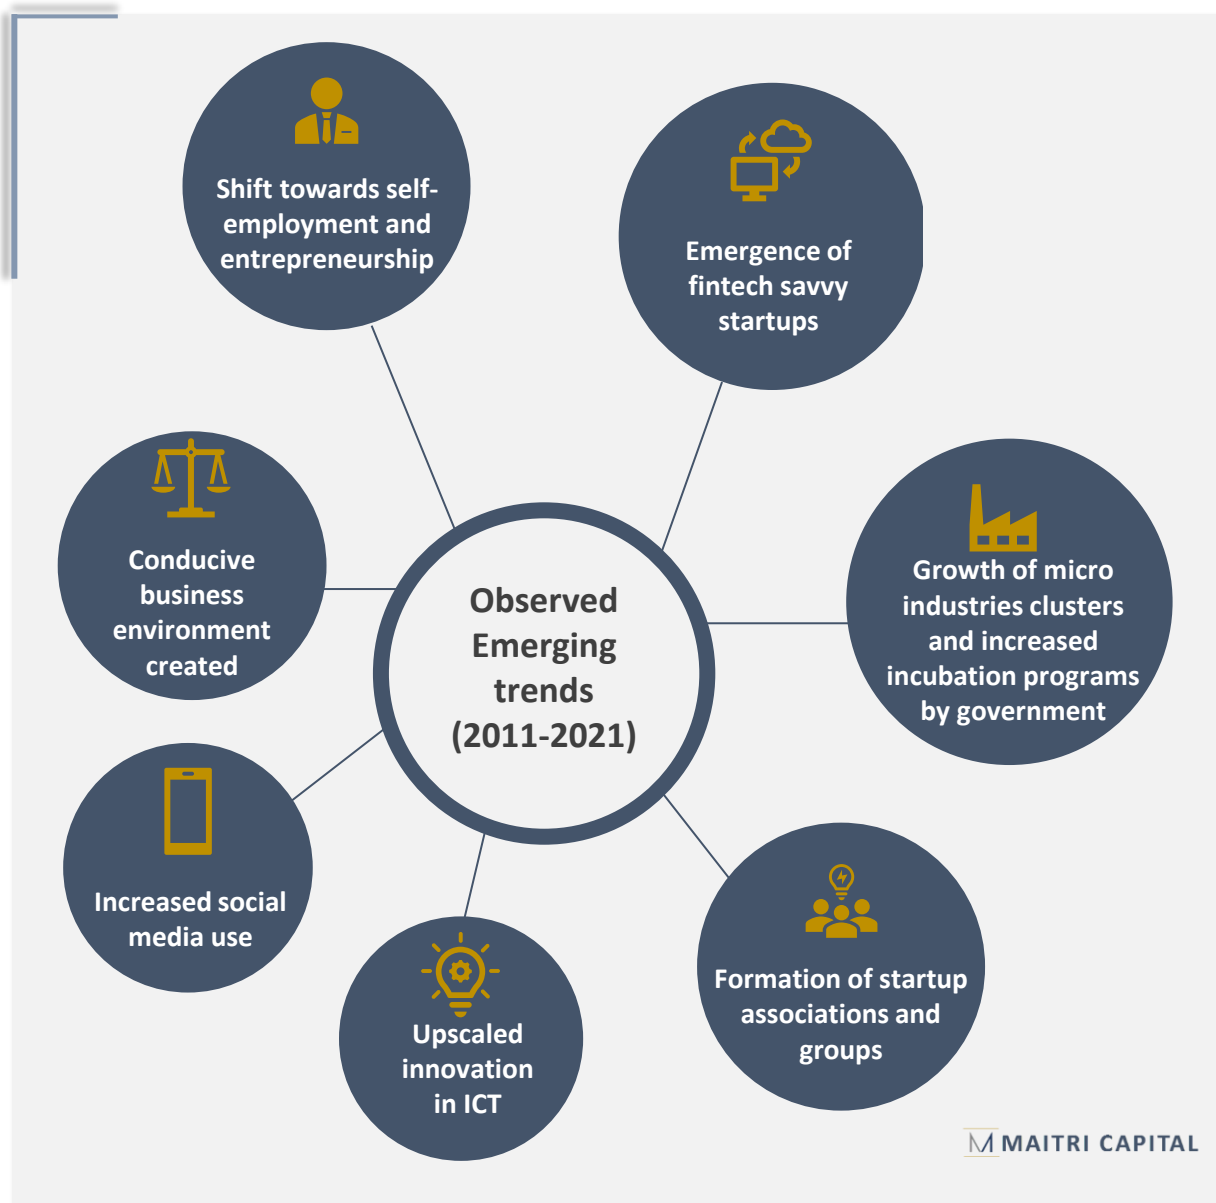 Shift towards self-
employment and
entrepreneurship
Emergence of
fintech savvy
startups
Conducive
business
environment
created
Observed
Emerging
trends
(2011-2021)
Growth of micro
industries clusters
and increased
incubation programs
by government
Increased social
media use
Upscaled
innovation
in ICT
Formation of startup
associations and
groups
M MAITRI CAPITAL